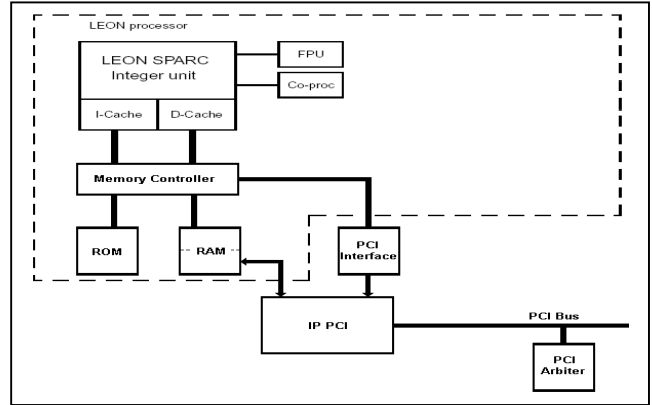 LEON processor
LEON SPARC
Integer unit
FPU
Co-proc
I-Cache
D-Cache
Memory Controller
ROM
RAM
PCI
Interface
IP PCI
PCI Bus
PCI
Arbiter